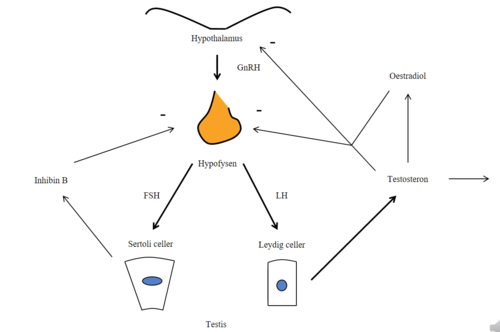 Hypothalamus
-
GnRH
Oestradiol
-
-
Hypofysen
Inhibin B
Testosteron
FSH
LH
Sertoli celler
Leydig celler
Testis